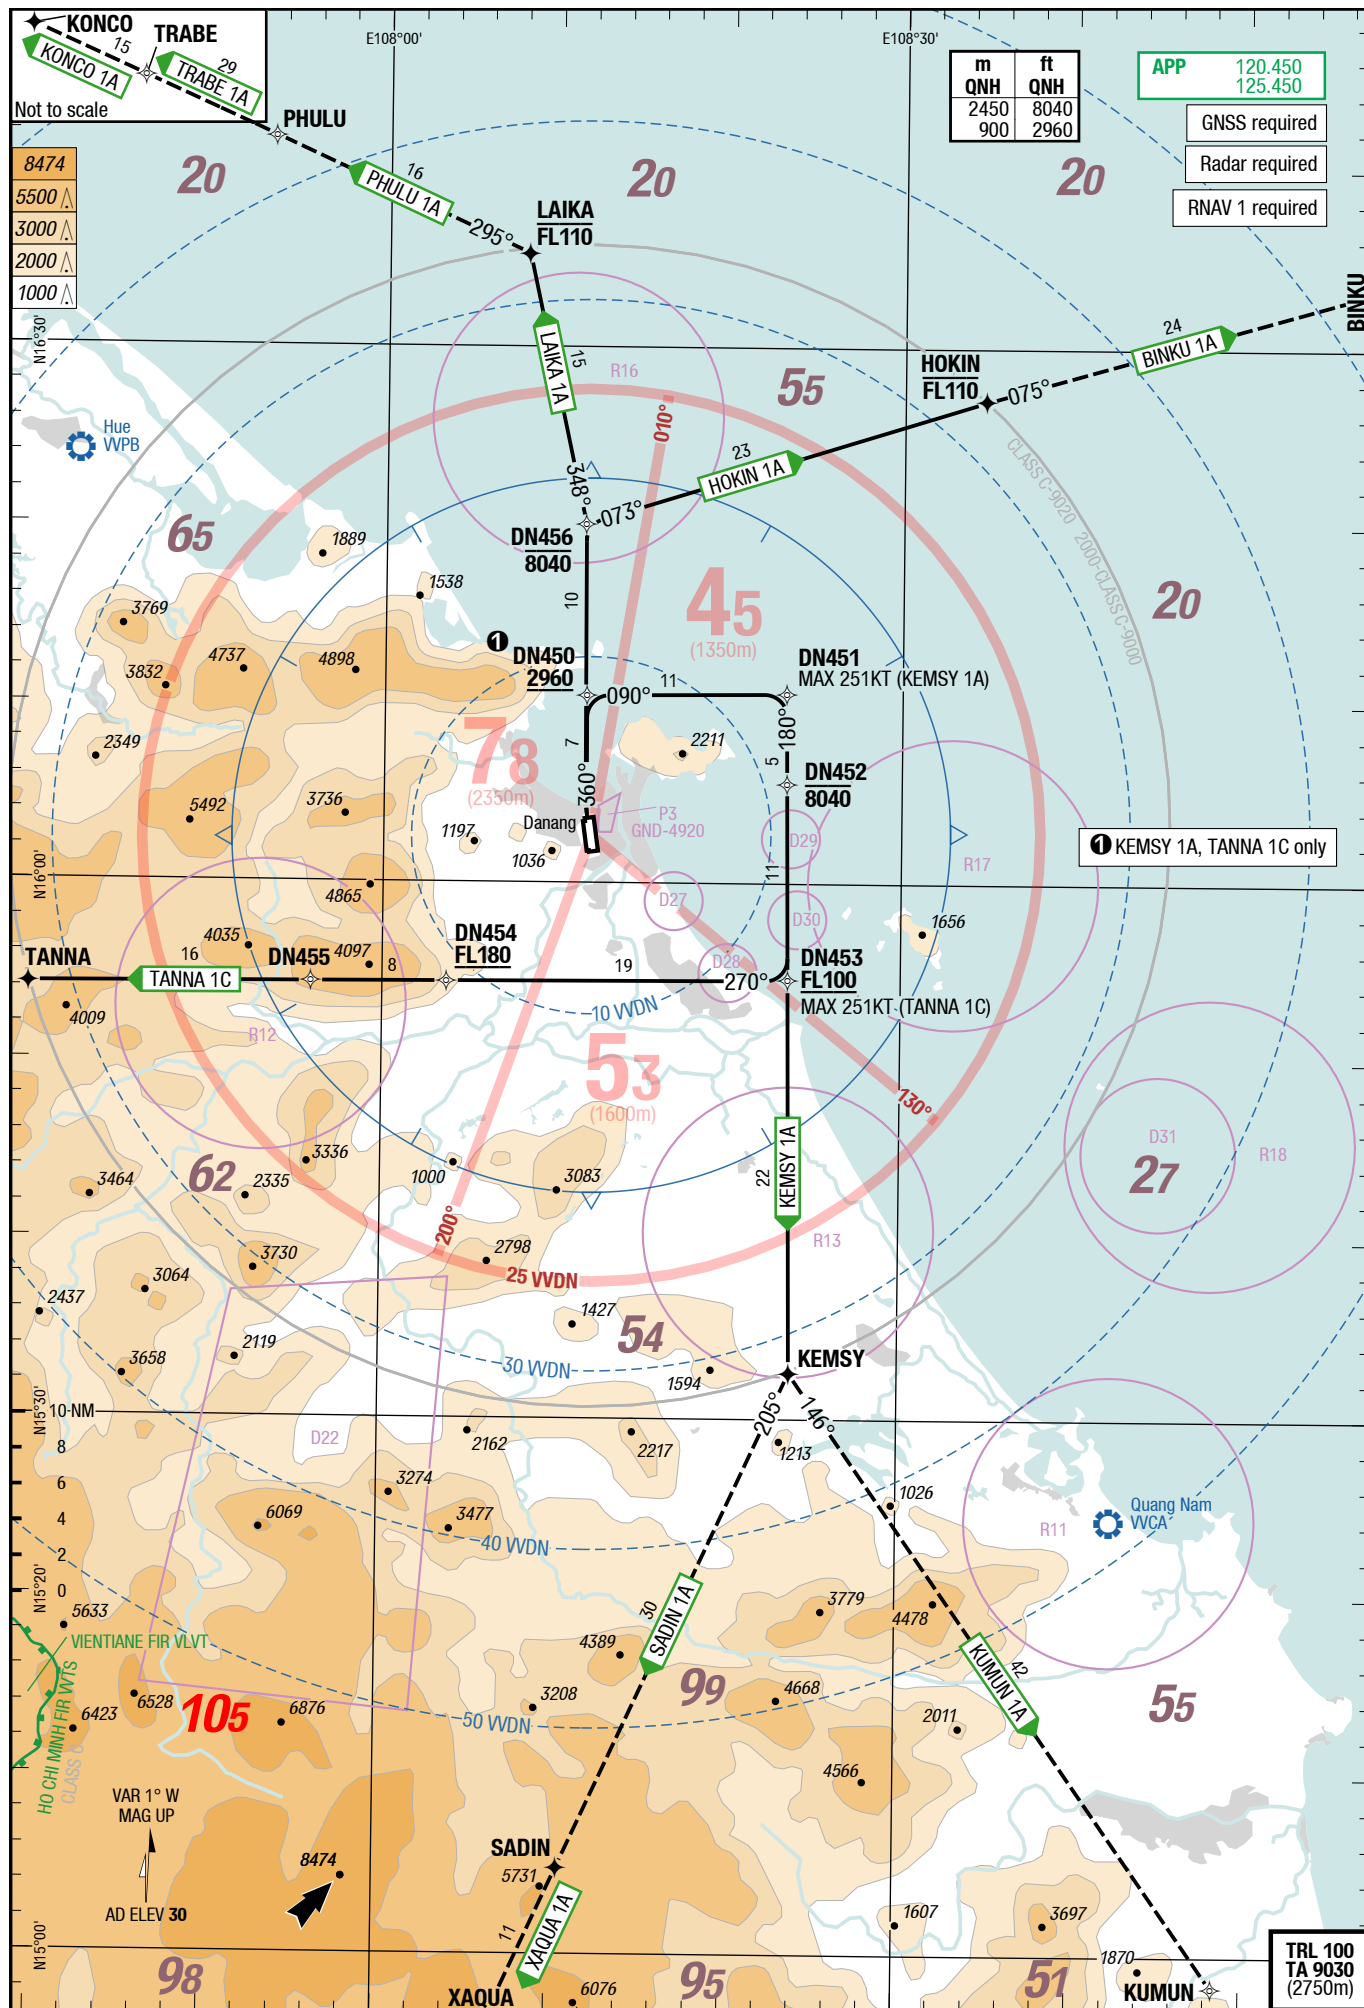 KONCO
15
TRABE
KONCO 1A
29
TRABE 1A
Not to scale
PHULU
E108°00'
E108°30'
m ft
QNH QNH
2450 8040
900 2960
APP 120.450
125.450
GNSS required
Radar required
RNAV 1 required
8474
5500
3000
2000
1000
20
20
20
16
PHULU 1A
295°
LAIKA
FL110
N16°30'
LAIKA 1A
15
R16
55
HOKIN
FL110
075°
24
BINKU 1A
BINKU
Hue
VVPB
010°
348°
23
HOKIN 1A
073°
CLASS C-9020
2000-CLASS C-9000
65
1889
DN456
8040
1538
10
45
(1350m)
20
3769
3832
4737
4898
1
DN450
2960
090°
11
DN451
MAX 251KT (KEMSY 1A)
180°
2349
78
(2350m)
7
2211
5
DN452
8040
5492
3736
360°
1197
Danang
1036
P3
GND-4920
D29
R17
1 KEMSY 1A, TANNA 1C only
N16°00'
4865
D27
11
D30
1656
4035
4097
TANNA
16
TANNA 1C
DN455
8
DN454
FL180
19
D28
270°
DN453
FL100
MAX 251KT (TANNA 1C)
4009
R12
10 VVDN
53
(1600m)
130°
D31
R18
27
KEMSY 1A
22
3336
3464
62
2335
1000
3083
200°
R13
3730
2798
25 VVDN
3064
2437
1427
54
2119
3658
30 VVDN
1594
KEMSY
N15°30'
10 NM
8
6
4
2
0
205°
146°
D22
2162
2217
1213
3274
3477
1026
6069
40 VVDN
Quang Nam
VVCA
R11
N15°20'
5633
VIENTIANE FIR VLVT
HO CHI MINH FIR VVTS
CLASS G
30
SADIN 1A
3779
4478
4389
42
KUMUN 1A
99
6528
6423
105
6876
3208
50 VVDN
4668
2011
55
4566
VAR 1° W
MAG UP
AD ELEV 30
8474
SADIN
5731
11
XAQUA 1A
1607
3697
N15°00'
98
XAQUA
6076
95
51
1870
KUMUN
TRL 100
TA 9030
(2750m)